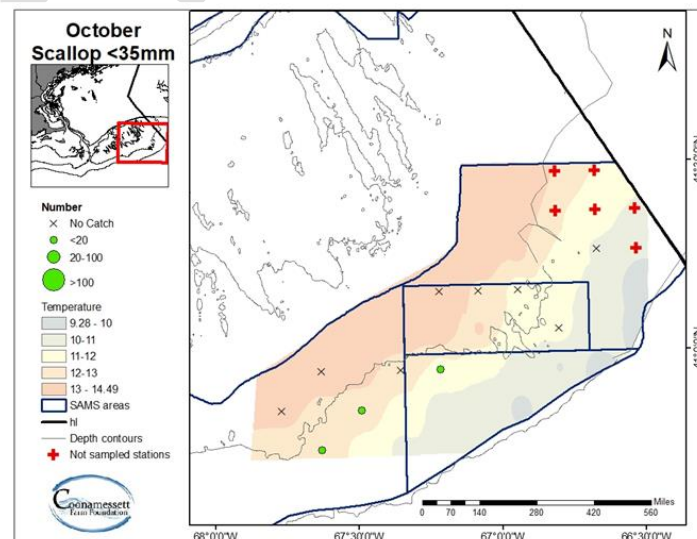 October
Scallop <35mm
N
Number
No Catch
<20
20-100
>100
Temperature
9.28 - 10
10-11
11-12
12-13
13 - 14.49
SAMS areas
hl
Depth contours
Not sampled stations
Coonamessett
Farm Foundation
Miles
0 70 140 280 420 560
68°0'0"W 67°30'0"W 67°0'0"W 66°30'0"W